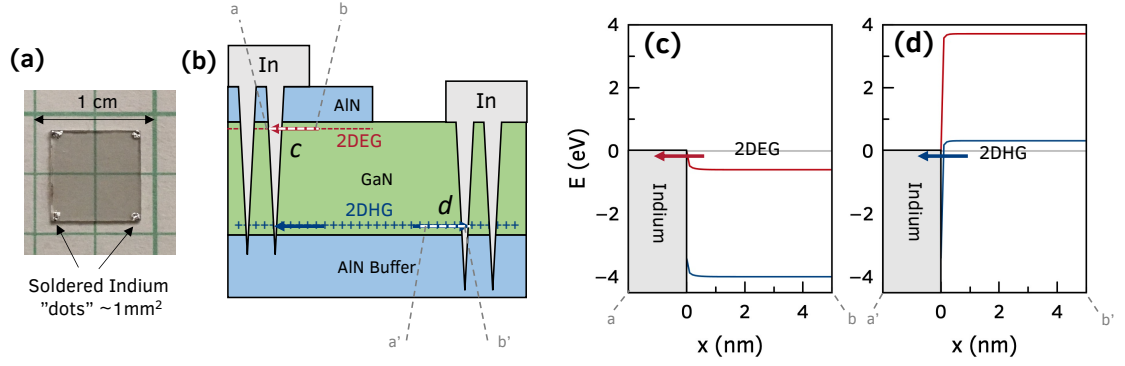 (a)
1 cm
Soldered Indium
"dots" ~1mm²
(b)
a
b
In
In
AlN
2DEG
c
GaN
2DHG
d
AlN Buffer
a'
b'
(c)
E (eV)
4
2
0
−2
−4
2DEG
Indium
0
2
4
a
b
x (nm)
(d)
4
2
0
−2
−4
2DHG
Indium
0
2
4
a'
b'
x (nm)